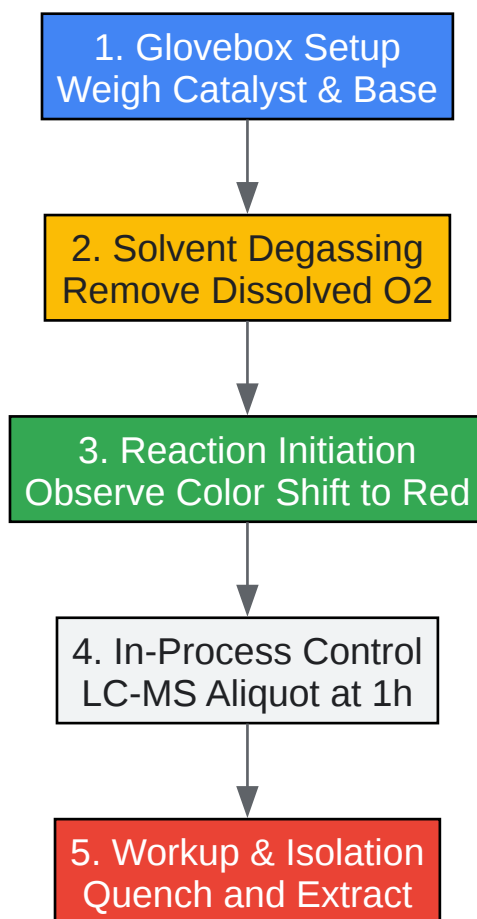 1. Glovebox Setup
Weigh Catalyst & Base
2. Solvent Degassing
Remove Dissolved O2
3. Reaction Initiation
Observe Color Shift to Red
4. In-Process Control
LC-MS Aliquot at 1h
5. Workup & Isolation
Quench and Extract